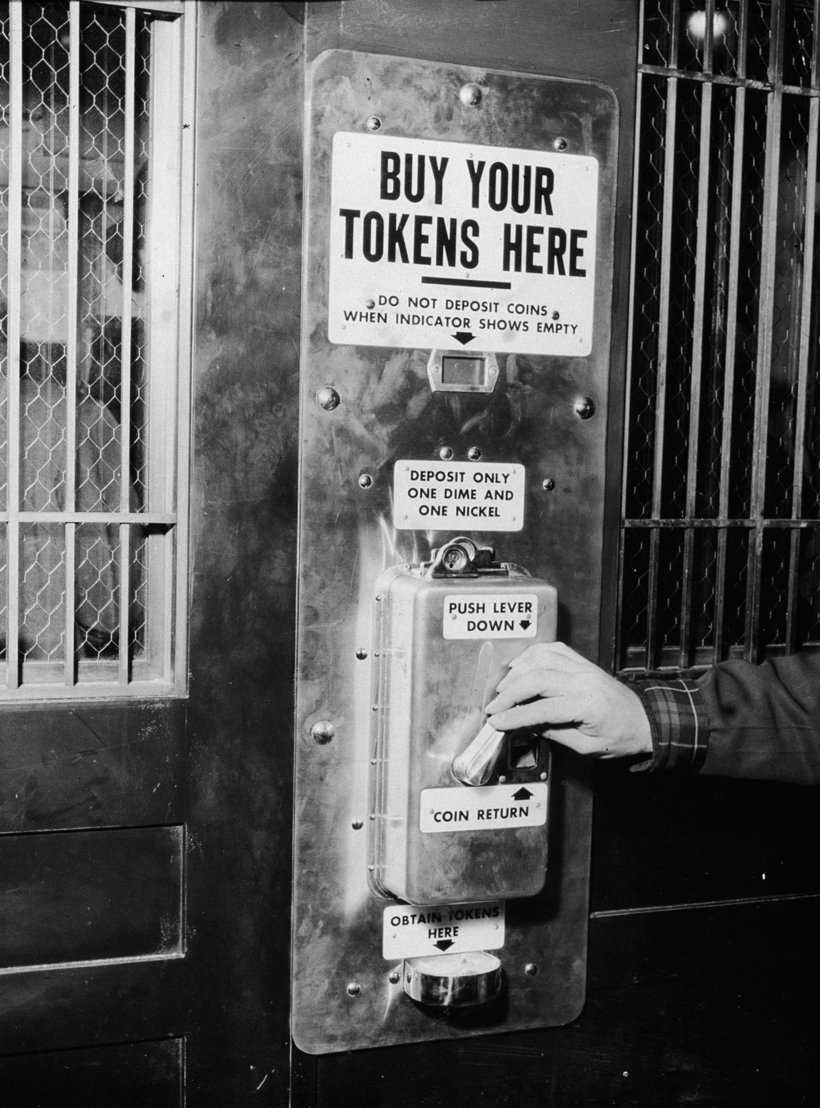 BUY YOUR
TOKENS HERE
DO NOT DEPOSIT COINS
WHEN INDICATOR SHOWS EMPTY
DEPOSIT ONLY
ONE DIME AND
ONE NICKEL
PUSH LEVER
DOWN
COIN RETURN
OBTAIN TOKENS
HERE